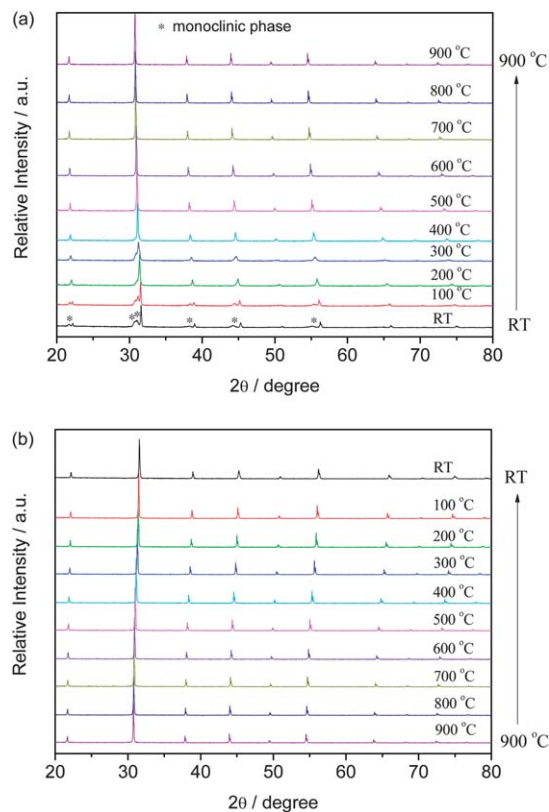 (a)
* monoclinic phase
900 °C
900 °C
800 °C
700 °C
600 °C
500 °C
400 °C
300 °C
200 °C
100 °C
RT
RT
*
* *
*
*
*
Relative Intensity / a.u.
20 30 40 50 60 70 80
2θ / degree
(b)
RT
RT
100 °C
200 °C
300 °C
400 °C
500 °C
600 °C
700 °C
800 °C
900 °C
900 °C
Relative Intensity / a.u.
20 30 40 50 60 70 80
2θ / degree